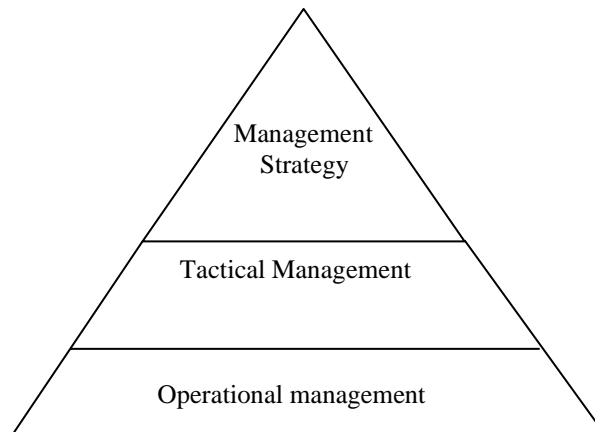 Management
Strategy
Tactical Management
Operational management